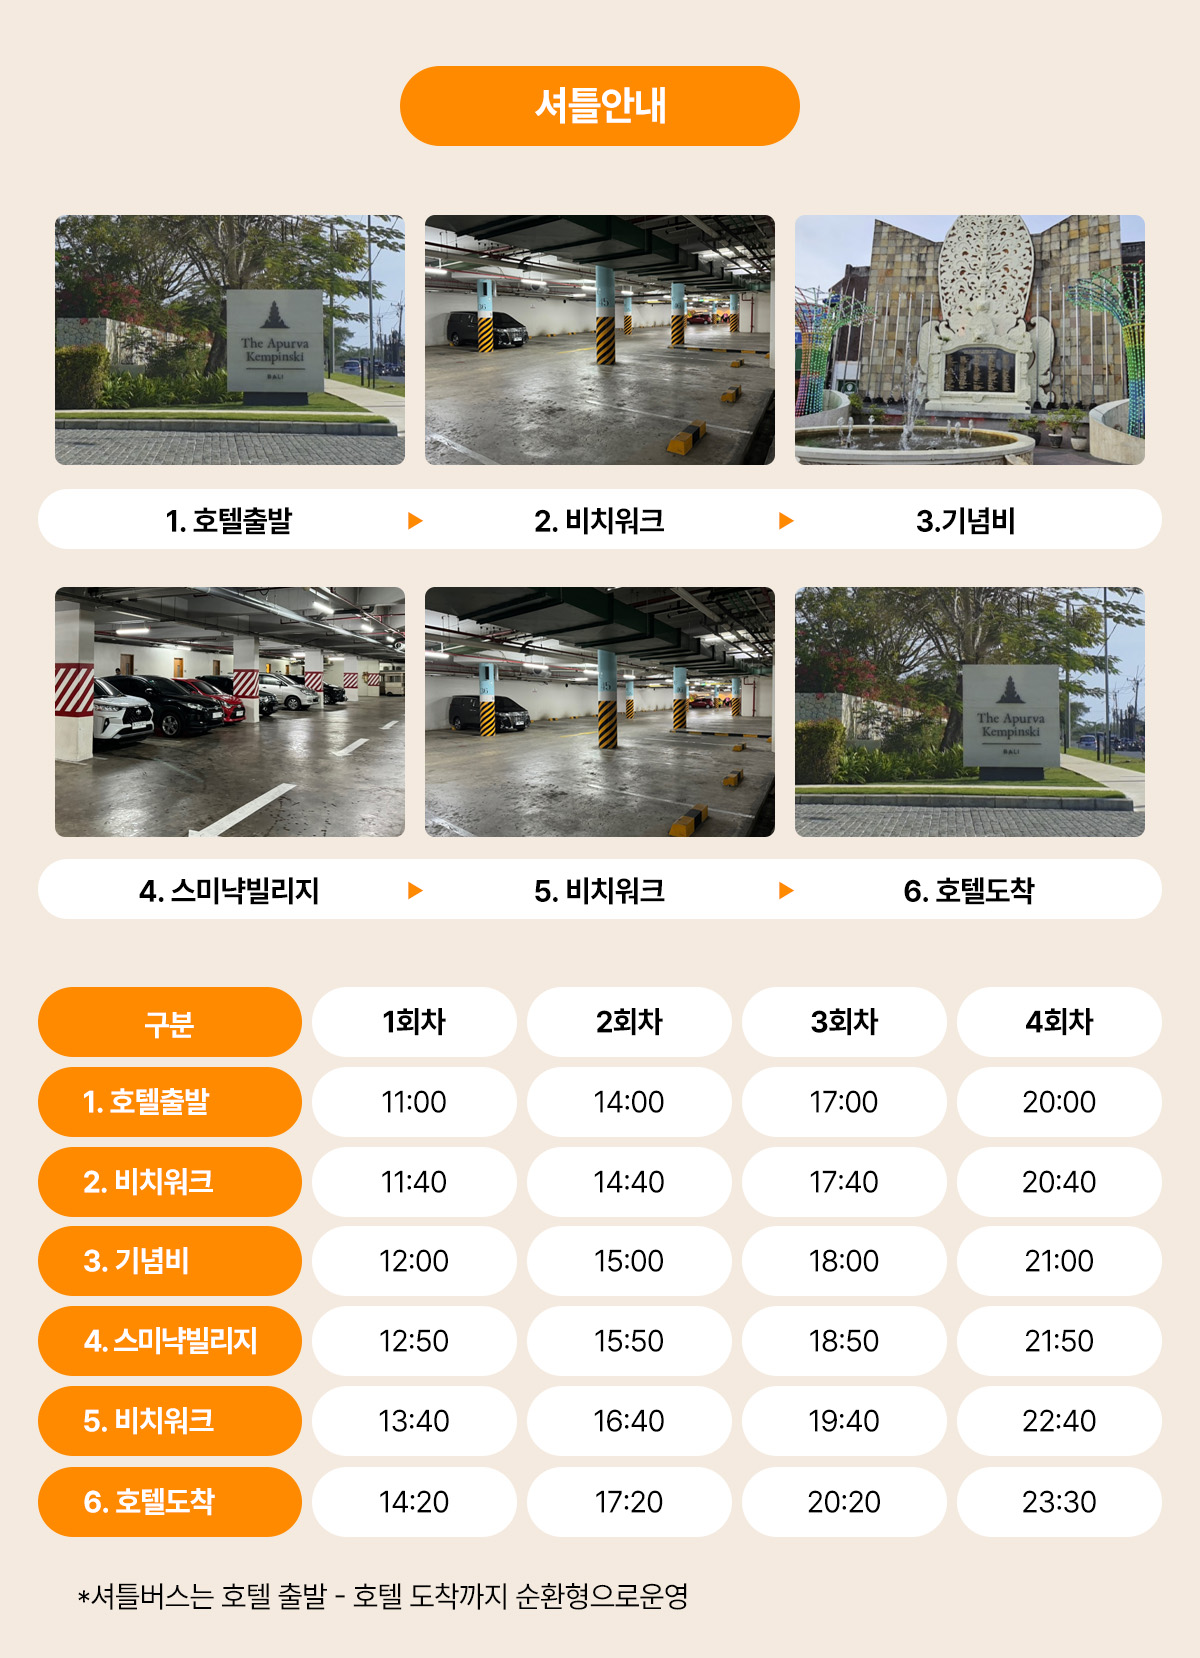 셔틀안내
The Apurva
Kempinski
BALI
1. 호텔출발 ▶ 2. 비치워크 ▶ 3.기념비
The Apurva
Kempinski
BALI
4. 스미냑빌리지 ▶ 5. 비치워크 ▶ 6. 호텔도착
구분 1회차 2회차 3회차 4회차
1. 호텔출발 11:00 14:00 17:00 20:00
2. 비치워크 11:40 14:40 17:40 20:40
3. 기념비 12:00 15:00 18:00 21:00
4. 스미냑빌리지 12:50 15:50 18:50 21:50
5. 비치워크 13:40 16:40 19:40 22:40
6. 호텔도착 14:20 17:20 20:20 23:30
*셔틀버스는 호텔 출발 - 호텔 도착까지 순환형으로운영